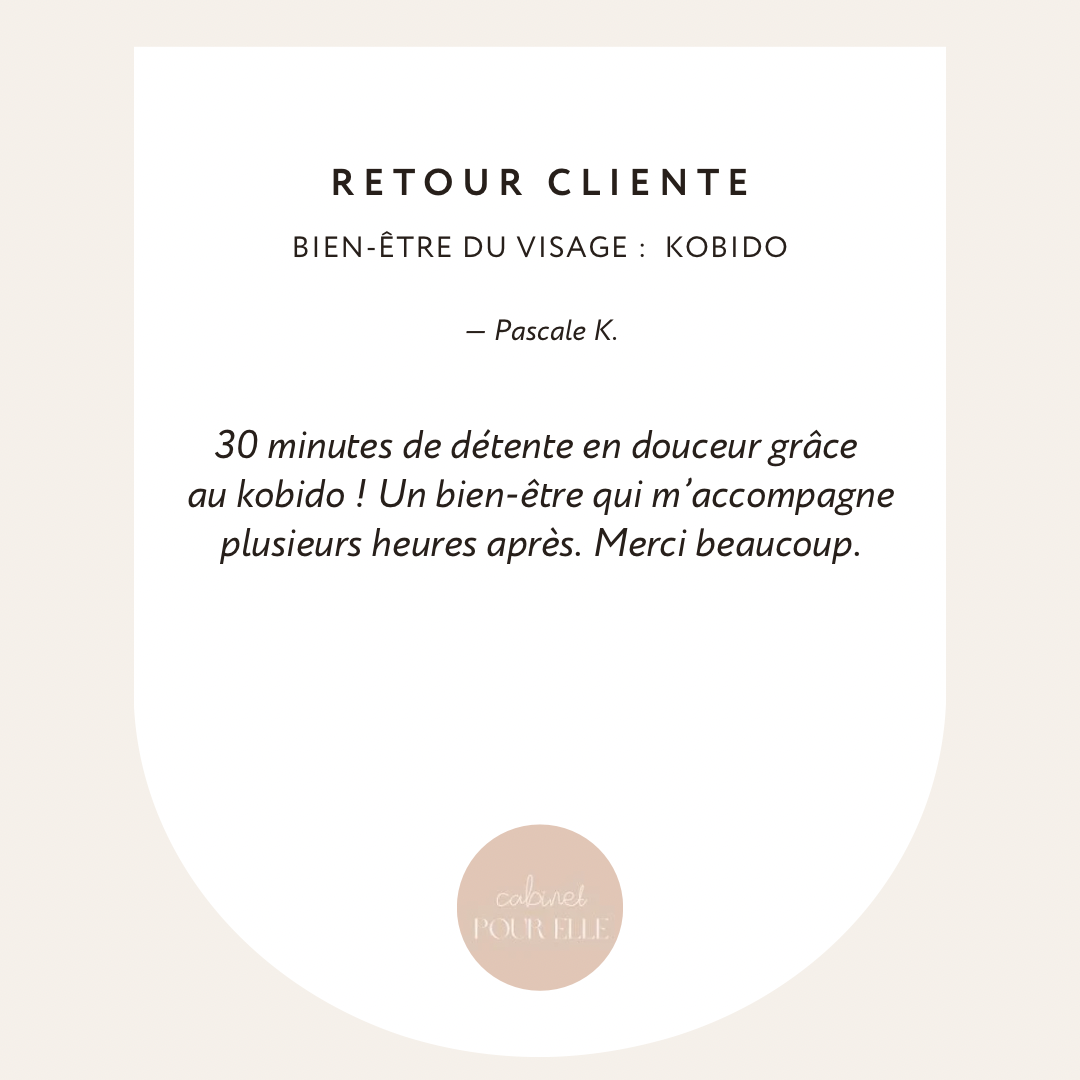 RETOUR CLIENTE
BIEN-ÊTRE DU VISAGE : KOBIDO
— Pascale K.
30 minutes de détente en douceur grâce
au kobido ! Un bien-être qui m’accompagne
plusieurs heures après. Merci beaucoup.
cabinet
POUR ELLE